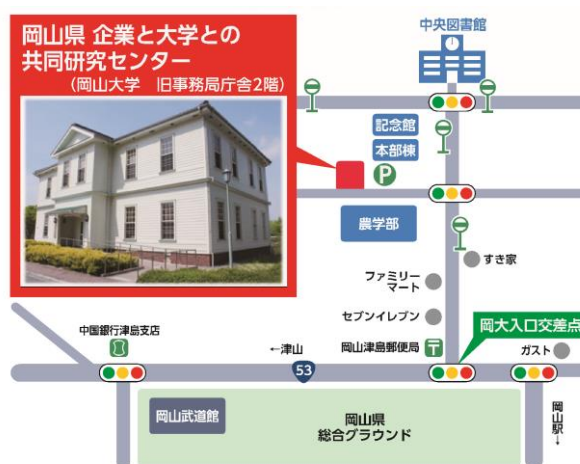 岡山県 企業と大学との
共同研究センター
（岡山大学　旧事務局庁舎2階）
中央図書館
記念館
本部棟
P
農学部
すき家
ファミリー
マート
セブンイレブン
岡大入口交差点
中国銀行津島支店
←津山
53
岡山津島郵便局
〒
ガスト
岡山武道館
岡山県
総合グラウンド
岡山駅→